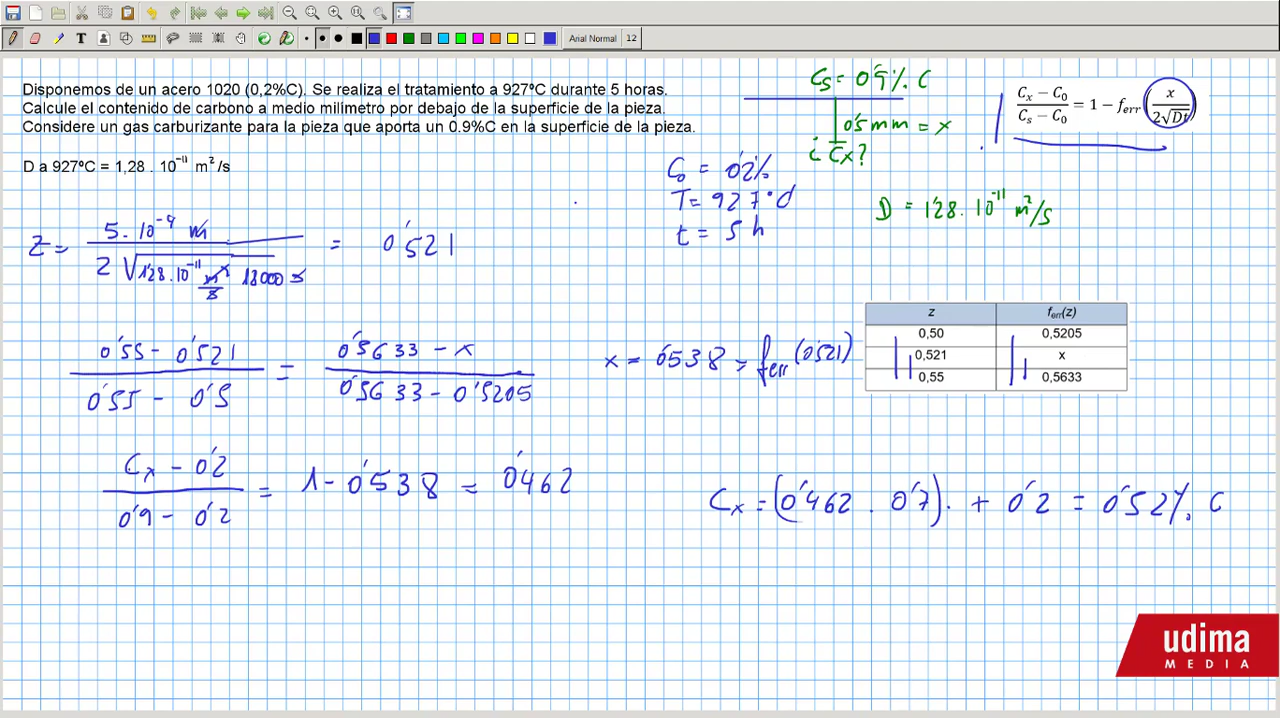 Arial Normal 12
Disponemos de un acero 1020 (0,2%C). Se realiza el tratamiento a 927ºC durante 5 horas.
Calcule el contenido de carbono a medio milímetro por debajo de la superficie de la pieza.
Considere un gas carburizante para la pieza que aporta un 0.9%C en la superficie de la pieza.
D a 927ºC = 1,28 . 10⁻¹¹ m²/s
Cs = 0'9% C
0'5 mm = x
¿Cx?
(Cx − C0)/(Cs − C0) = 1 − ferr (x/(2√Dt))
C0 = 0'2%
T = 927ºd
t = 5 h
D = 1'28 . 10⁻¹¹ m²/s
Z = (5 . 10⁻⁴ m)/(2 √(1'28 . 10⁻¹¹ m²/s 18000 s)) = 0'521
z ferr(z)
0,50 0,5205
0,521 x
0,55 0,5633
(0'55 − 0'521)/(0'55 − 0'5) = (0'5633 − x)/(0'5633 − 0'5205)
x = 0'538 = ferr (0'521)
(Cx − 0'2)/(0'9 − 0'2) = 1 − 0'538 = 0'462
Cx = (0'462 . 0'7) . + 0'2 = 0'52% C
udima
MEDIA